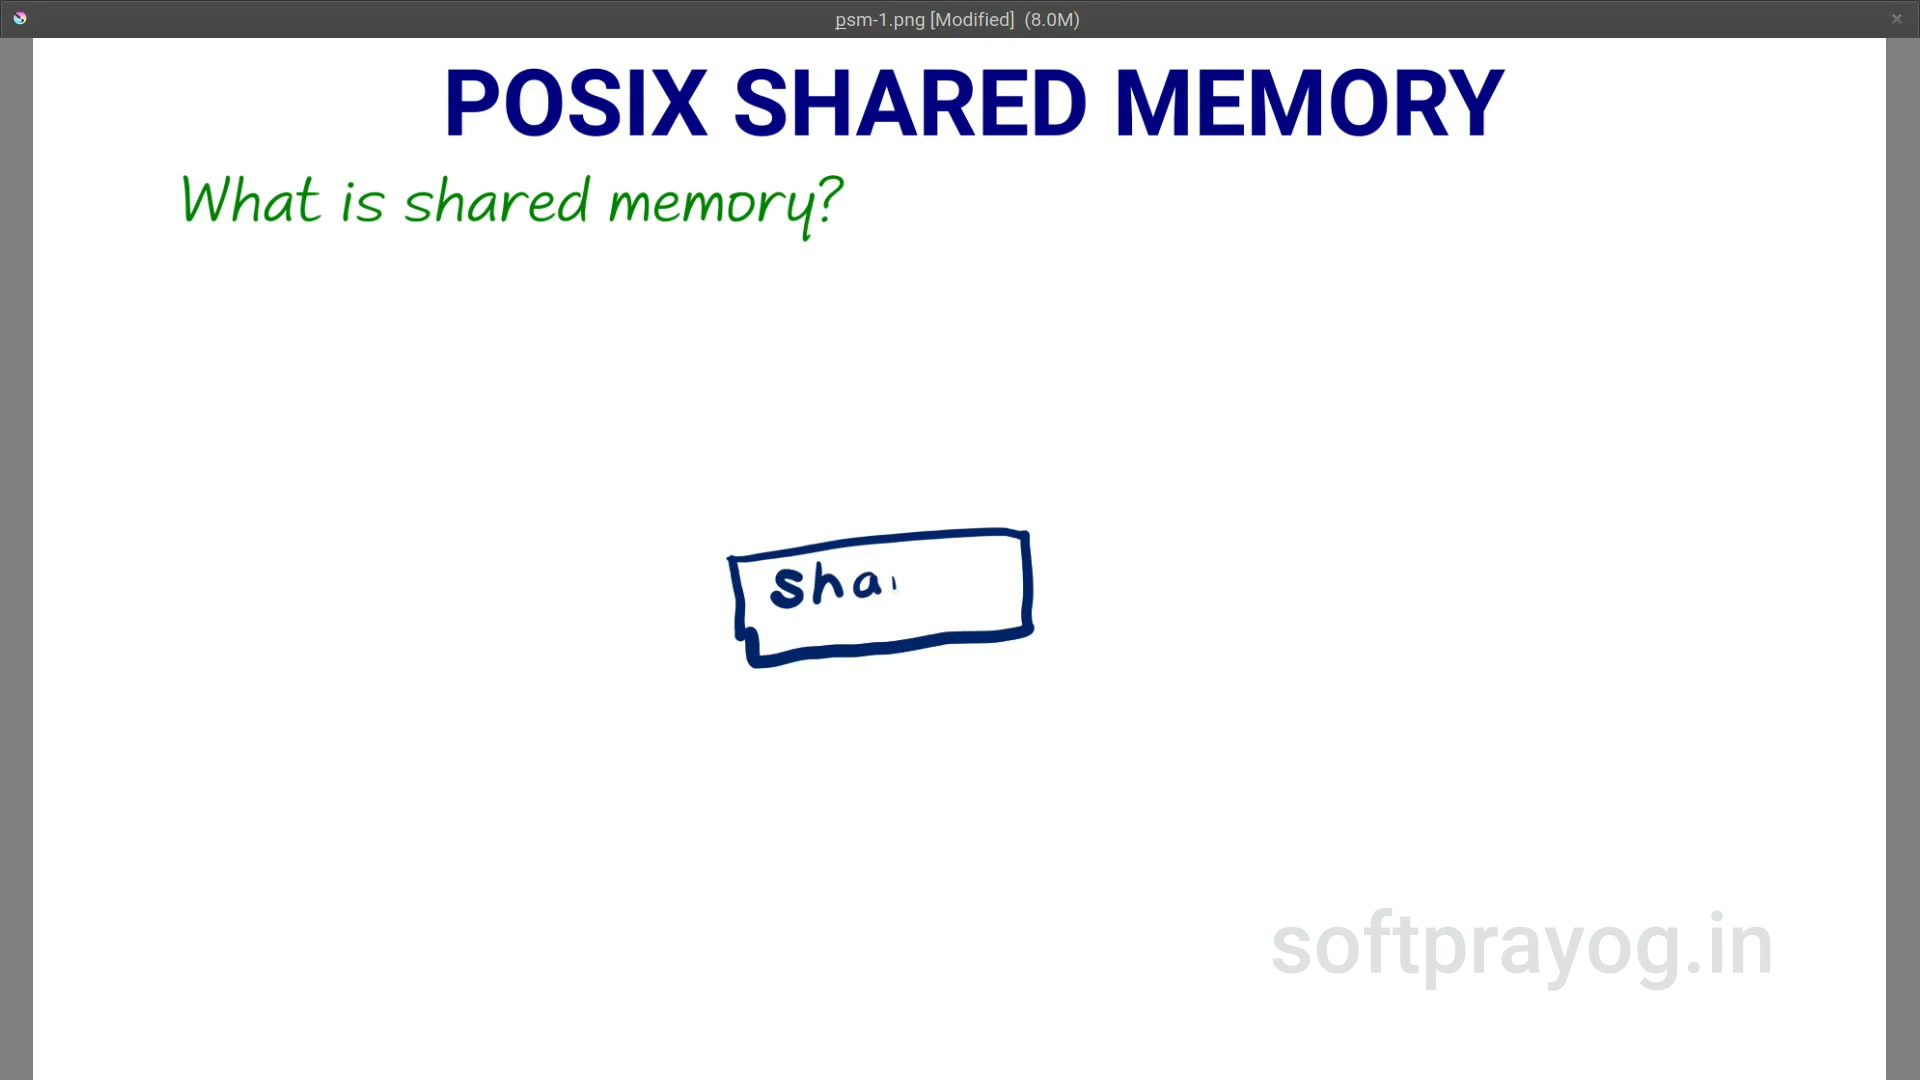 psm-1.png [Modified] (8.0M)
POSIX SHARED MEMORY
What is shared memory?
sha
softprayog.in